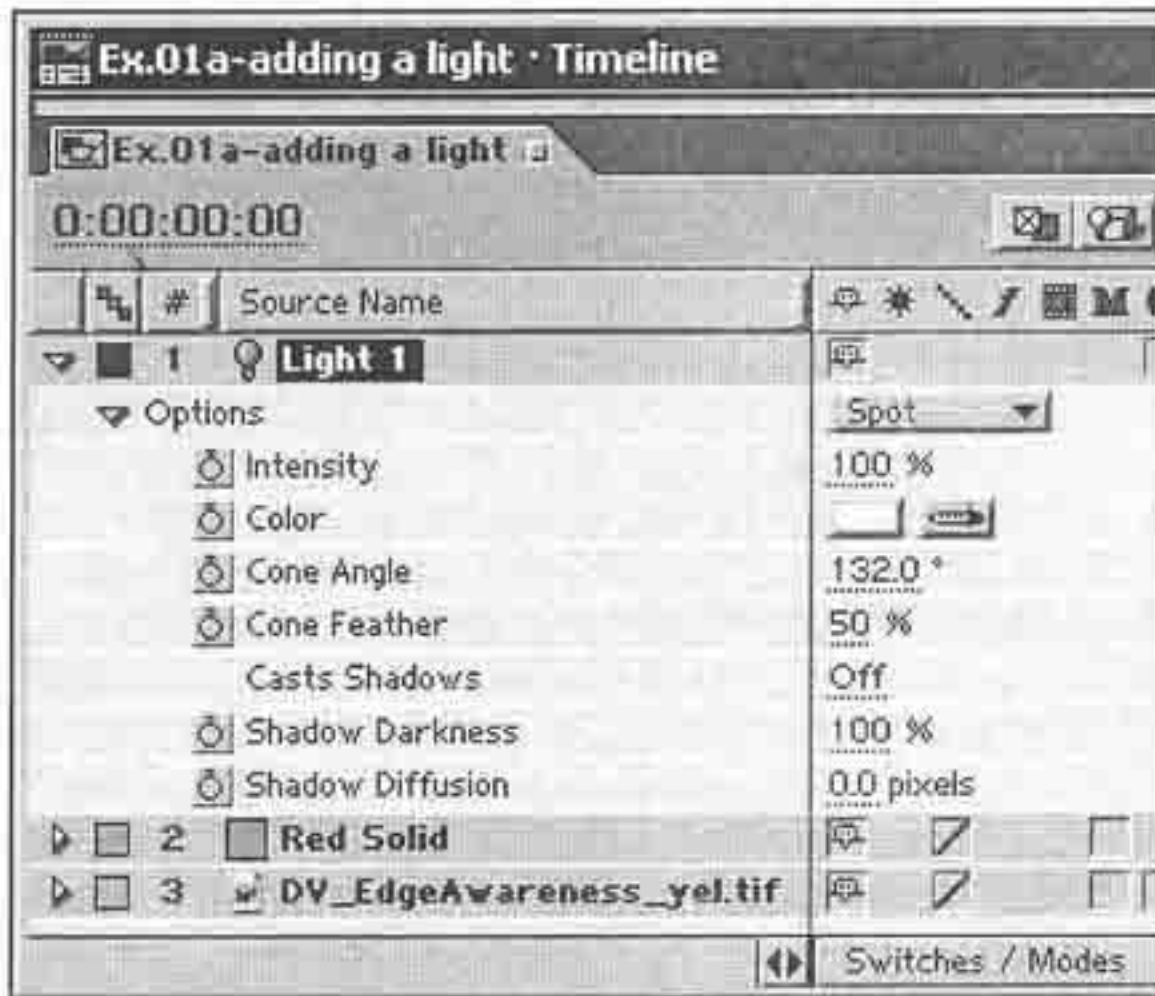 Ex.01a-adding a light · Timeline
Ex.01a-adding a light
0:00:00:00
# Source Name
1 Light 1
Options Spot
Intensity 100 %
Color
Cone Angle 132.0 °
Cone Feather 50 %
Casts Shadows Off
Shadow Darkness 100 %
Shadow Diffusion 0.0 pixels
2 Red Solid
3 DV_EdgeAwareness_yel.tif
Switches / Modes